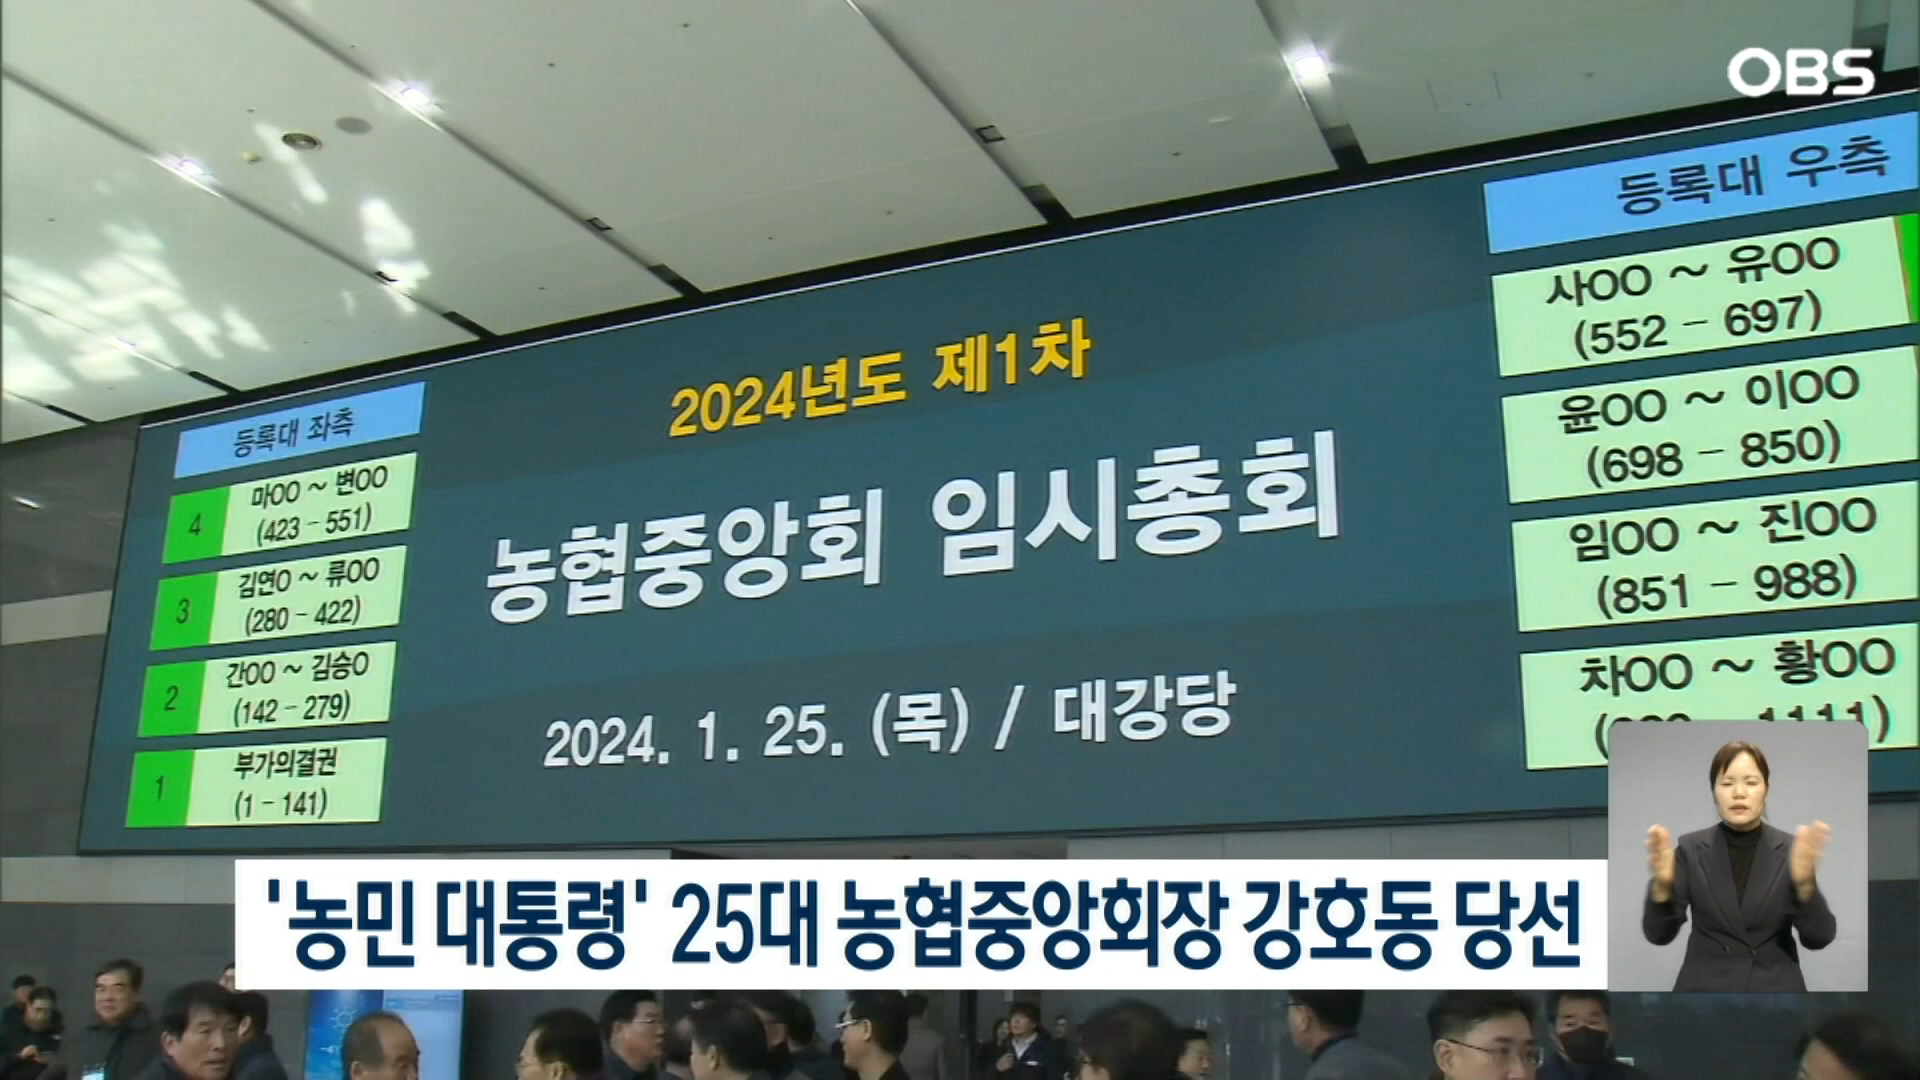 OBS
등록대 우측
사OO ~ 유OO
(552 - 697)
윤OO ~ 이OO
(698 - 850)
임OO ~ 진OO
(851 - 988)
차OO ~ 황OO
1111)
2024년도 제1차
농협중앙회 임시총회
2024. 1. 25. (목) / 대강당
등록대 좌측
4 마OO ~ 변OO
(423 - 551)
3 김연O ~ 류OO
(280 - 422)
2 간OO ~ 김승O
(142 - 279)
1 부가의결권
(1 - 141)
'농민 대통령' 25대 농협중앙회장 강호동 당선